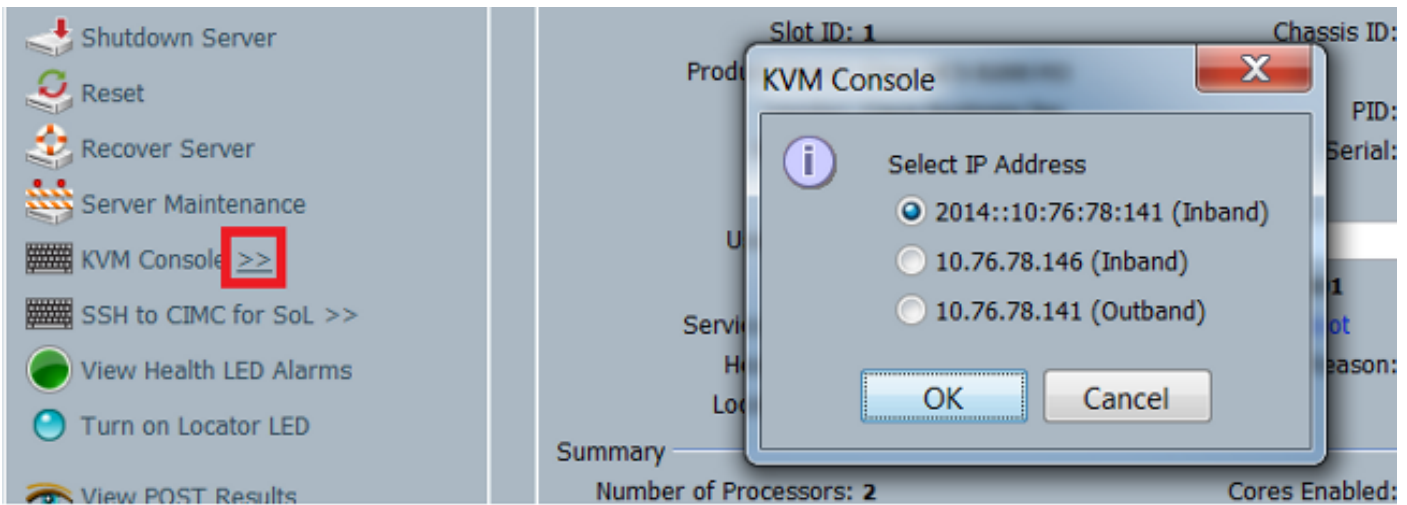 Shutdown Server
Reset
Recover Server
Server Maintenance
KVM Console >>
SSH to CIMC for SoL >>
View Health LED Alarms
Turn on Locator LED
View POST Results
Slot ID: 1
Chassis ID:
PID:
Serial:
KVM Console
X
i
Select IP Address
2014::10:76:78:141 (Inband)
10.76.78.146 (Inband)
10.76.78.141 (Outband)
OK Cancel
Summary
Number of Processors: 2
Cores Enabled: